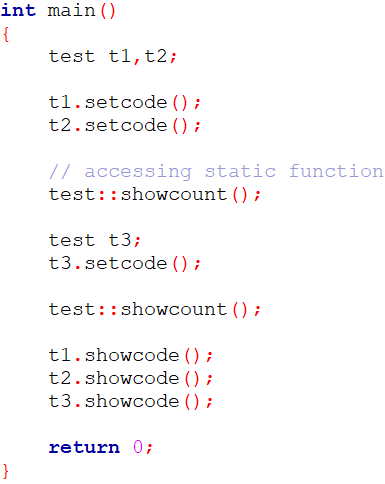 int main()
{
    test t1,t2;

    t1.setcode();
    t2.setcode();

    // accessing static function
    test::showcount();

    test t3;
    t3.setcode();

    test::showcount();

    t1.showcode();
    t2.showcode();
    t3.showcode();

    return 0;
}